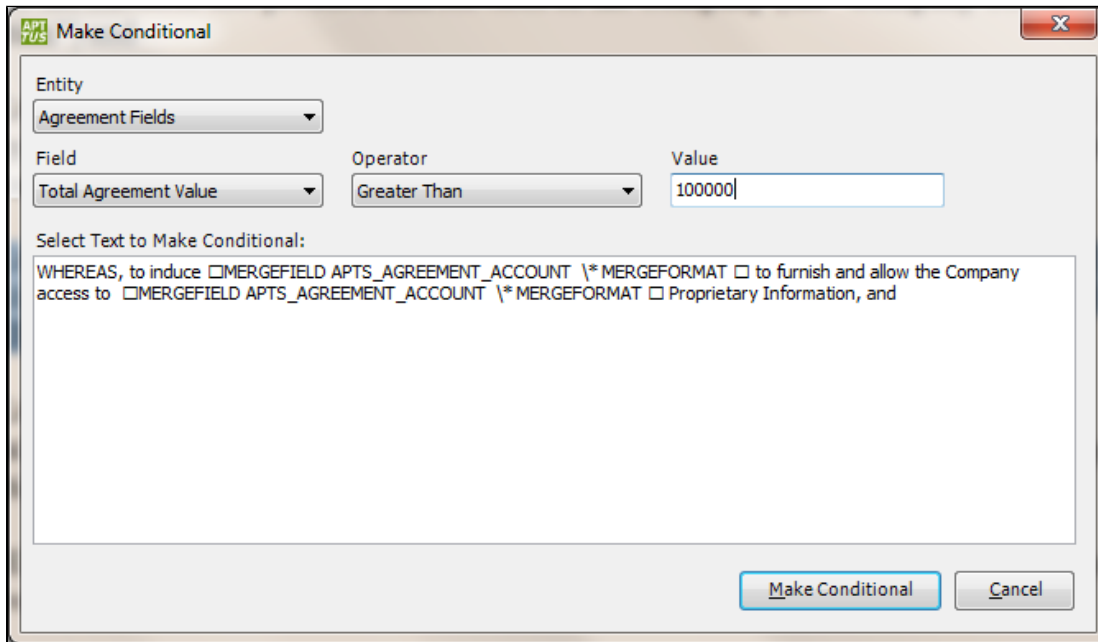 APT
TUS
Make Conditional
X
Entity
Agreement Fields
Field
Operator
Value
Total Agreement Value
Greater Than
100000
Select Text to Make Conditional:
WHEREAS, to induce □MERGEFIELD APTS_AGREEMENT_ACCOUNT \* MERGEFORMAT □ to furnish and allow the Company
access to □MERGEFIELD APTS_AGREEMENT_ACCOUNT \* MERGEFORMAT □ Proprietary Information, and
Make Conditional
Cancel